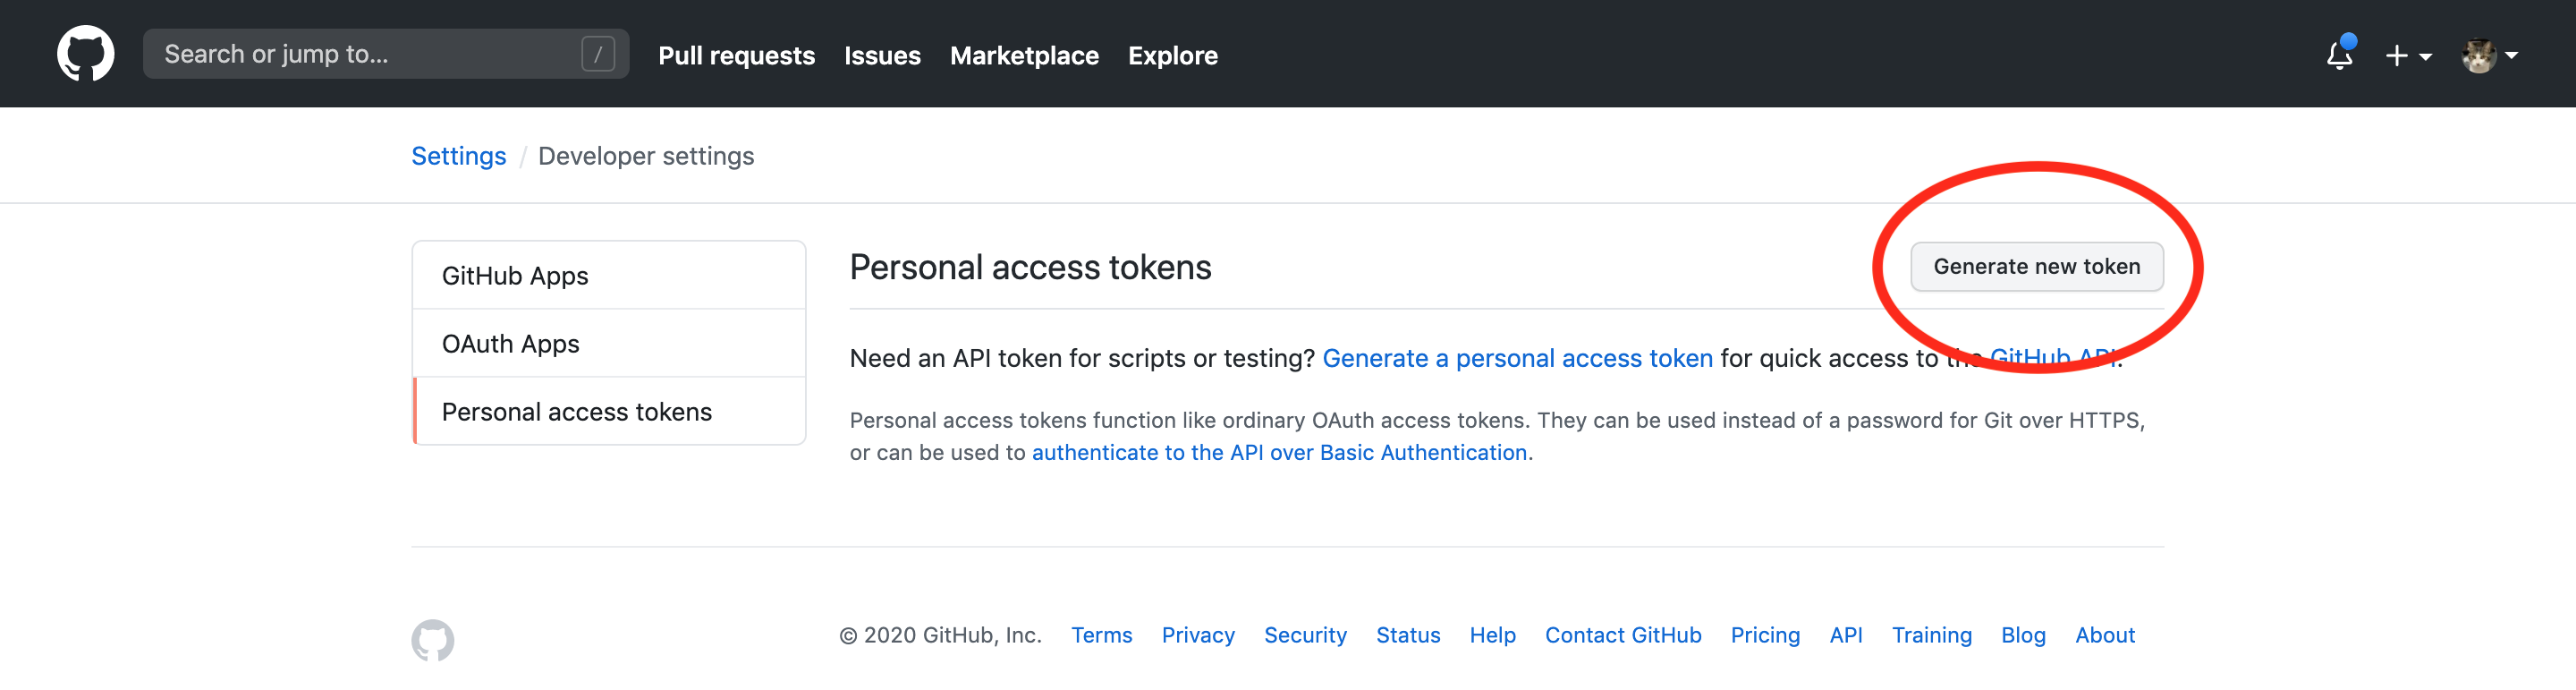 Search or jump to... /
Pull requests Issues Marketplace Explore
Settings / Developer settings
GitHub Apps
OAuth Apps
Personal access tokens
Personal access tokens
Generate new token
Need an API token for scripts or testing? Generate a personal access token for quick access to the GitHub API.
Personal access tokens function like ordinary OAuth access tokens. They can be used instead of a password for Git over HTTPS,
or can be used to authenticate to the API over Basic Authentication.
© 2020 GitHub, Inc. Terms Privacy Security Status Help Contact GitHub Pricing API Training Blog About